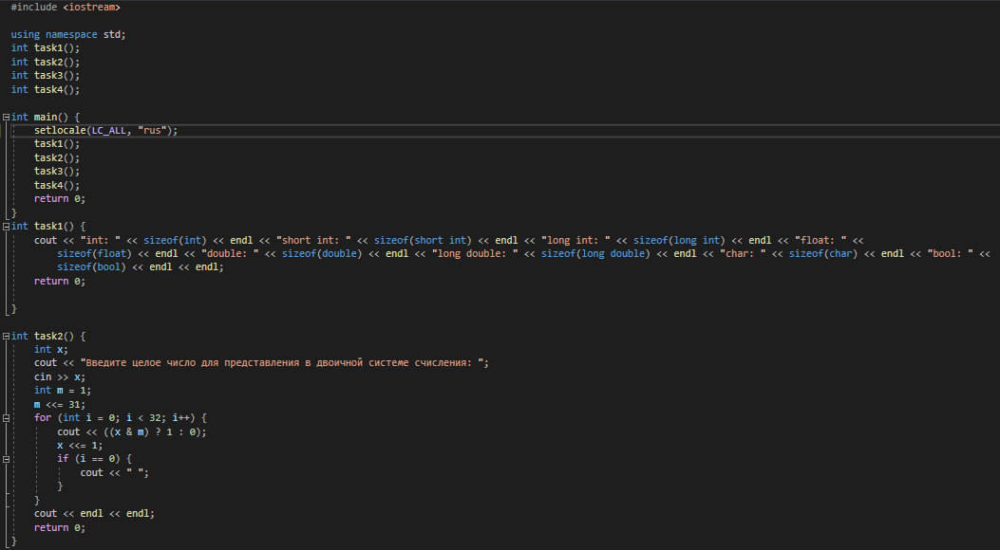 #include <iostream>
using namespace std;
int task1();
int task2();
int task3();
int task4();
int main() {
setlocale(LC_ALL, "rus");
task1();
task2();
task3();
task4();
return 0;
}
int task1() {
cout << "int: " << sizeof(int) << endl << "short int: " << sizeof(short int) << endl << "long int: " << sizeof(long int) << endl << "float: " <<
sizeof(float) << endl << "double: " << sizeof(double) << endl << "long double: " << sizeof(long double) << endl << "char: " << sizeof(char) << endl << "bool: " <<
sizeof(bool) << endl << endl;
return 0;
}
int task2() {
int x;
cout << "Введите целое число для представления в двоичной системе счисления: ";
cin >> x;
int m = 1;
m <<= 31;
for (int i = 0; i < 32; i++) {
cout << ((x & m) ? 1 : 0);
x <<= 1;
if (i == 0) {
cout << " ";
}
}
cout << endl << endl;
return 0;
}